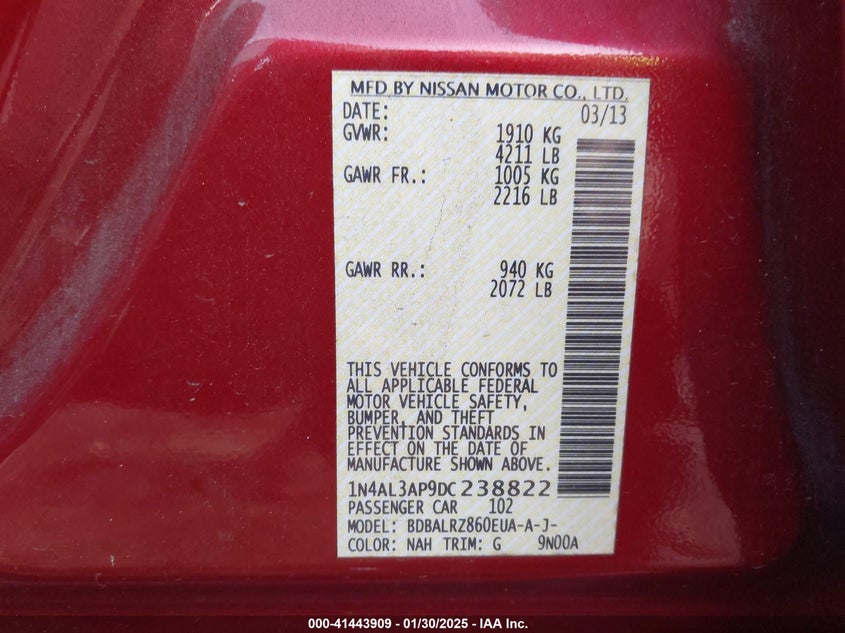 MFD BY NISSAN MOTOR CO., LTD.
DATE: 03/13
GVWR: 1910 KG
4211 LB
GAWR FR.: 1005 KG
2216 LB
GAWR RR.: 940 KG
2072 LB
THIS VEHICLE CONFORMS TO
ALL APPLICABLE FEDERAL
MOTOR VEHICLE SAFETY,
BUMPER, AND THEFT
PREVENTION STANDARDS IN
EFFECT ON THE DATE OF
MANUFACTURE SHOWN ABOVE.
1N4AL3AP9DC238822
PASSENGER CAR 102
MODEL: BDBALRZ860EUA-A-J-
COLOR: NAH TRIM: G 9N00A
000-41443909 - 01/30/2025 - IAA Inc.